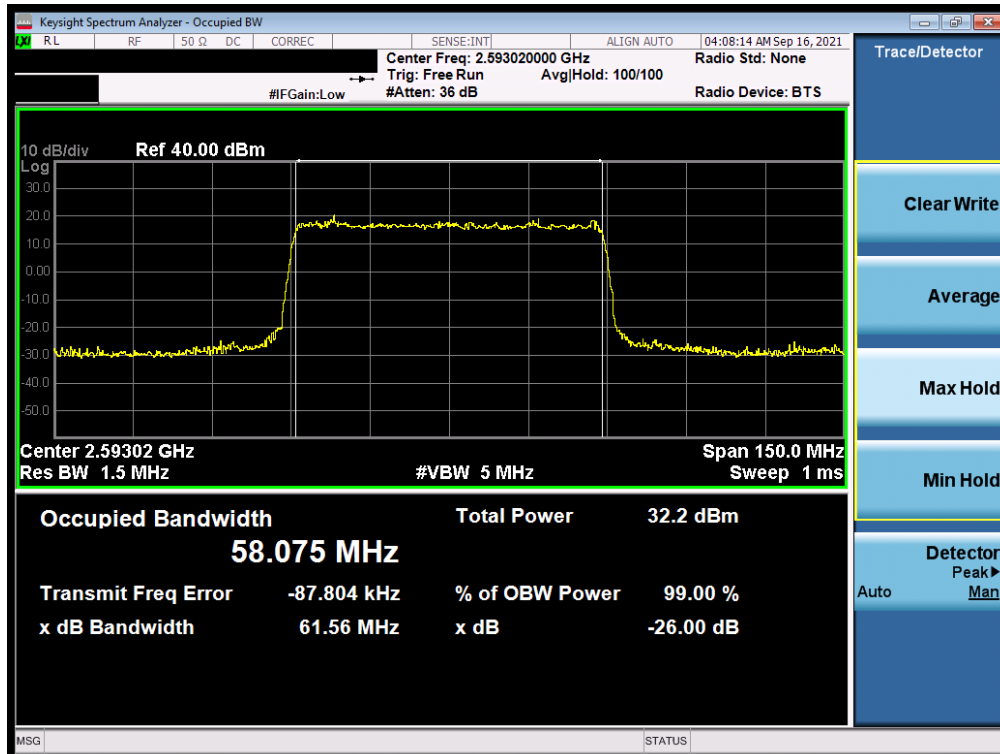 Keysight Spectrum Analyzer - Occupied BW
LXI RL RF 50 Ω DC CORREC SENSE:INT ALIGN AUTO 04:08:14 AM Sep 16, 2021
Center Freq: 2.593020000 GHz Radio Std: None
Trig: Free Run Avg|Hold: 100/100
#IFGain:Low #Atten: 36 dB Radio Device: BTS
10 dB/div Ref 40.00 dBm
Log
30.0
20.0
10.0
0.00
-10.0
-20.0
-30.0
-40.0
-50.0
Center 2.59302 GHz Span 150.0 MHz
Res BW 1.5 MHz #VBW 5 MHz Sweep 1 ms
Occupied Bandwidth Total Power 32.2 dBm
58.075 MHz
Transmit Freq Error -87.804 kHz % of OBW Power 99.00 %
x dB Bandwidth 61.56 MHz x dB -26.00 dB
MSG STATUS
Trace/Detector
Clear Write
Average
Max Hold
Min Hold
Detector
Peak▶
Auto Man